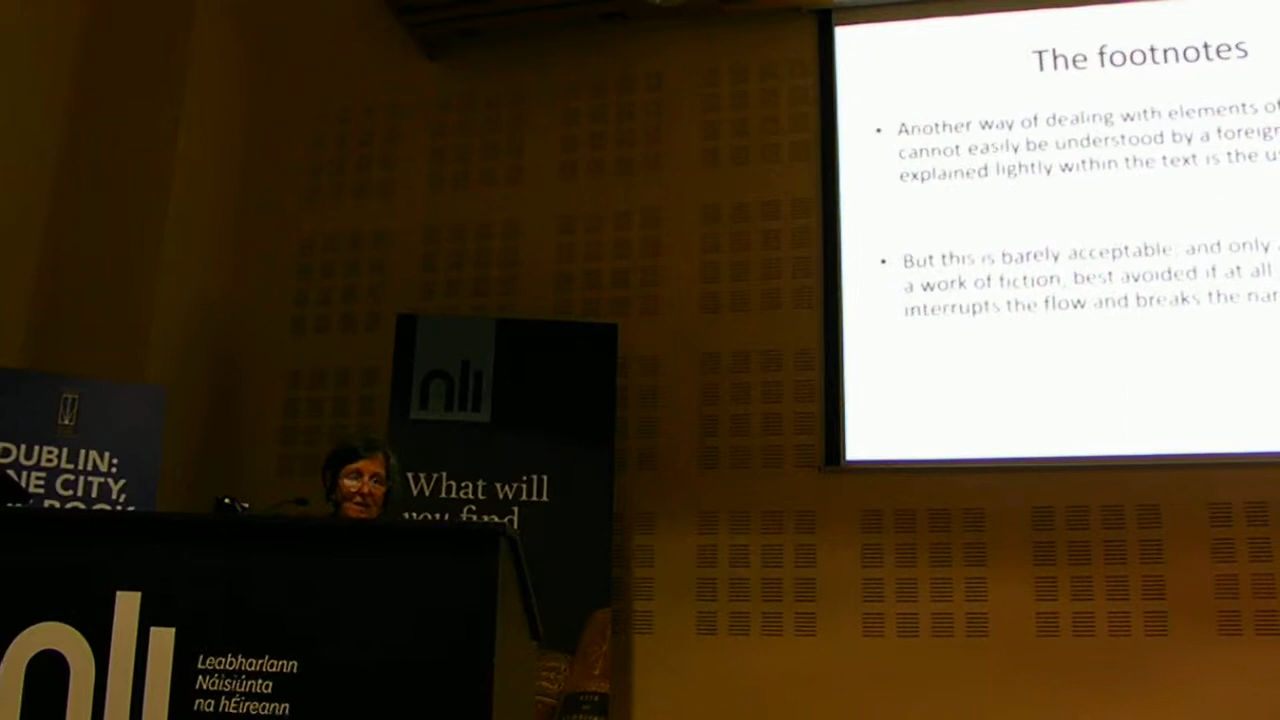 The footnotes
• Another way of dealing with elements of
cannot easily be understood by a foreign
explained lightly within the text is the
• But this is barely acceptable, and only
a work of fiction, best avoided if at all
interrupts the flow and breaks the
nli
What will
you find
DUBLIN:
NE CITY,
BOOK
nli
Leabharlann
Náisiúnta
na hÉireann